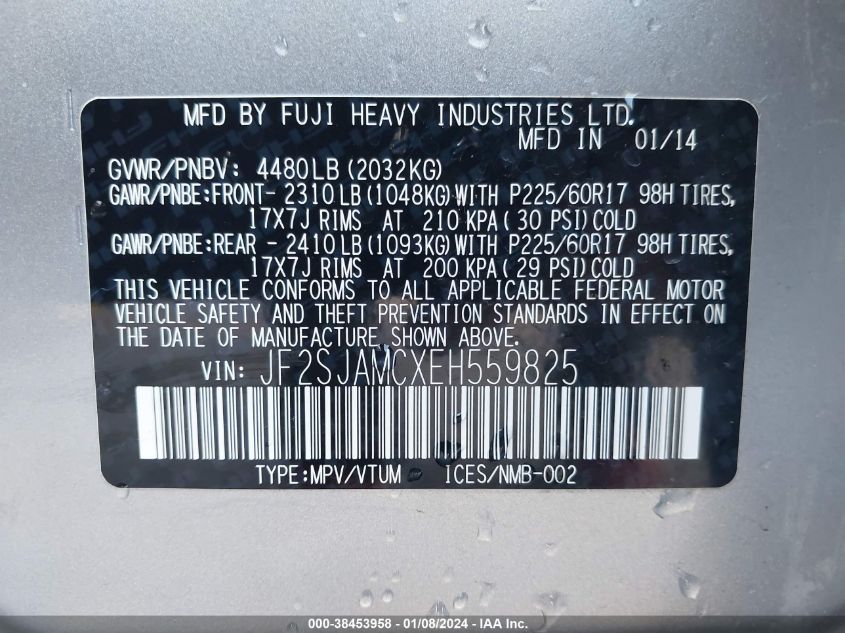 MFD BY FUJI HEAVY INDUSTRIES LTD.
MFD IN 01/14
GVWR/PNBV: 4480LB (2032KG)
GAWR/PNBE:FRONT- 2310LB (1048KG) WITH P225/60R17 98H TIRES,
17X7J RIMS AT 210 KPA ( 30 PSI) COLD
GAWR/PNBE:REAR - 2410LB (1093KG) WITH P225/60R17 98H TIRES,
17X7J RIMS AT 200 KPA ( 29 PSI) COLD
THIS VEHICLE CONFORMS TO ALL APPLICABLE FEDERAL MOTOR
VEHICLE SAFETY AND THEFT PREVENTION STANDARDS IN EFFECT ON
THE DATE OF MANUFACTURE SHOWN ABOVE.
VIN: JF2SJAMCXEH559825
TYPE:MPV/VTUM ICES/NMB-002
000-38453958 - 01/08/2024 - IAA Inc.